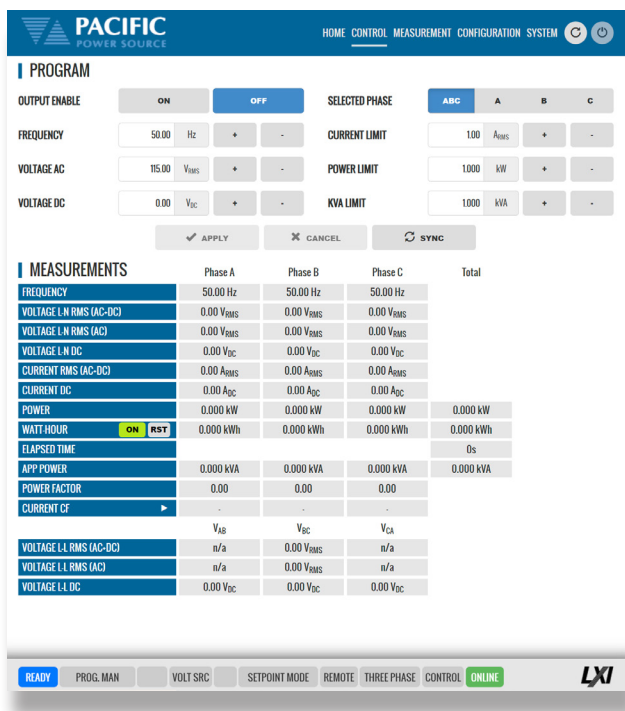 PACIFIC
POWER SOURCE
HOME CONTROL MEASUREMENT CONFIGURATION SYSTEM
PROGRAM
OUTPUT ENABLE ON OFF SELECTED PHASE ABC A B C
FREQUENCY 50.00 Hz + - CURRENT LIMIT 1.00 ARMS + -
VOLTAGE AC 115.00 VRMS + - POWER LIMIT 1.000 kW + -
VOLTAGE DC 0.00 VDC + - KVA LIMIT 1.000 kVA + -
APPLY CANCEL SYNC
MEASUREMENTS Phase A Phase B Phase C Total
FREQUENCY 50.00 Hz 50.00 Hz 50.00 Hz
VOLTAGE L-N RMS (AC-DC) 0.00 VRMS 0.00 VRMS 0.00 VRMS
VOLTAGE L-N RMS (AC) 0.00 VRMS 0.00 VRMS 0.00 VRMS
VOLTAGE L-N DC 0.00 VDC 0.00 VDC 0.00 VDC
CURRENT RMS (AC-DC) 0.00 ARMS 0.00 ARMS 0.00 ARMS
CURRENT DC 0.00 ADC 0.00 ADC 0.00 ADC
POWER 0.000 kW 0.000 kW 0.000 kW 0.000 kW
WATT-HOUR ON RST 0.000 kWh 0.000 kWh 0.000 kWh 0.000 kWh
ELAPSED TIME 0s
APP POWER 0.000 kVA 0.000 kVA 0.000 kVA 0.000 kVA
POWER FACTOR 0.00 0.00 0.00
CURRENT CF - - -
VAB VBC VCA
VOLTAGE L-L RMS (AC-DC) n/a 0.00 VRMS n/a
VOLTAGE L-L RMS (AC) n/a 0.00 VRMS n/a
VOLTAGE L-L DC 0.00 VDC 0.00 VDC 0.00 VDC
READY PROG. MAN VOLT SRC SETPOINT MODE REMOTE THREE PHASE CONTROL ONLINE LXI